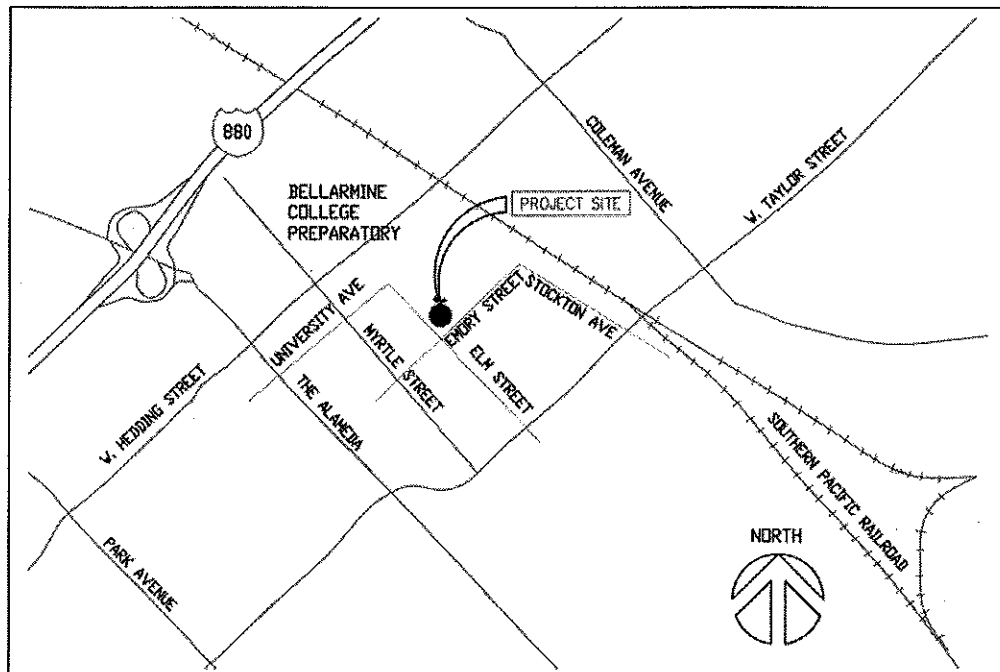 880
COLEMAN AVENUE
W. TAYLOR STREET
BELLARMINE
COLLEGE
PREPARATORY
PROJECT SITE
UNIVERSITY AVE.
MYRTLE STREET
EMORY STREET
STOCKTON AVE.
ELM STREET
W. HEDDING STREET
THE ALAMEDA
PARK AVENUE
SOUTHERN PACIFIC RAILROAD
NORTH